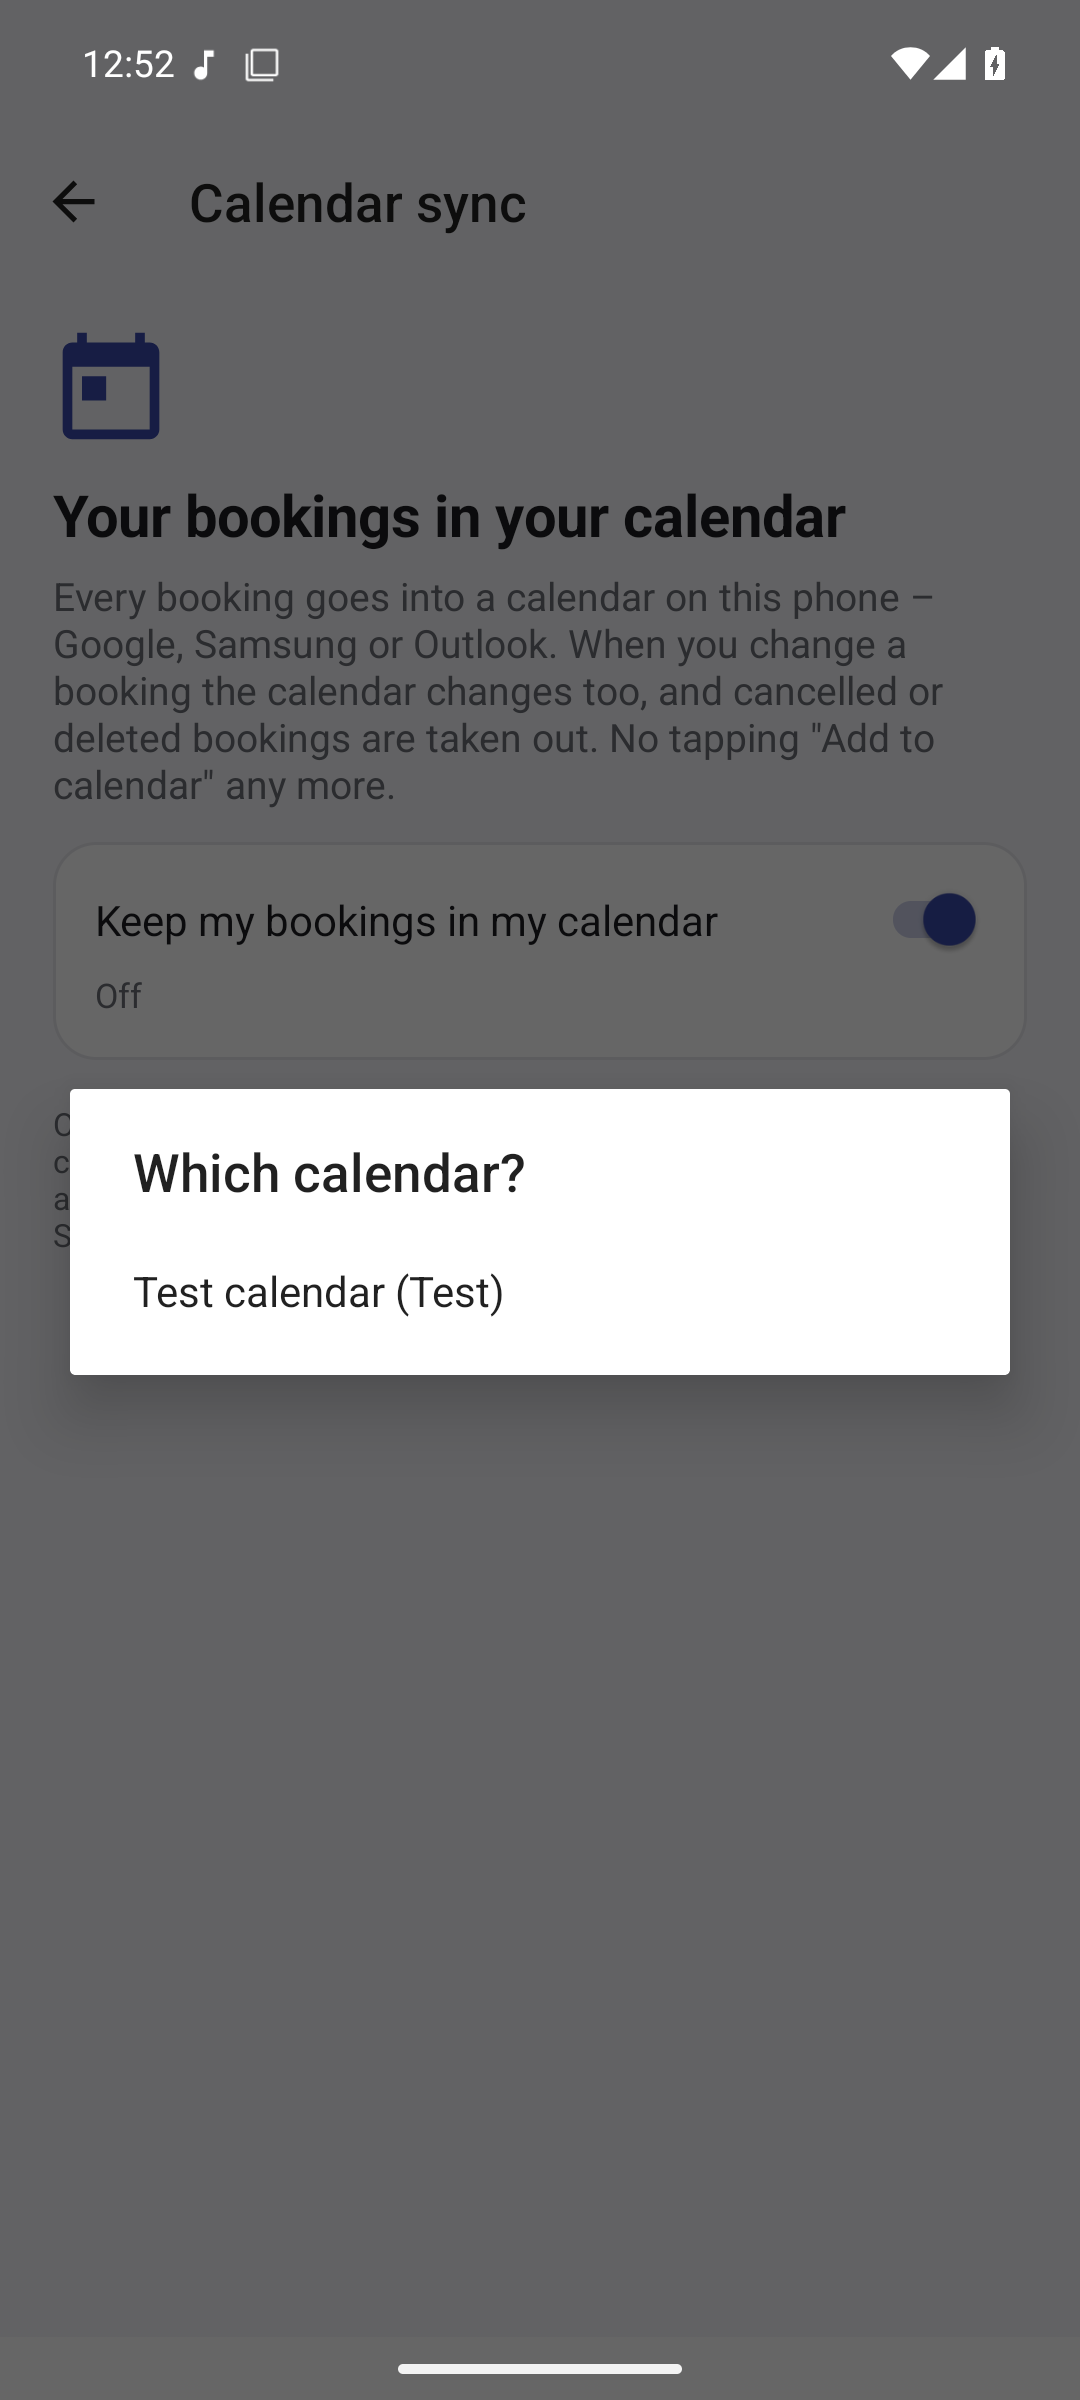 12:52
Calendar sync
Your bookings in your calendar
Every booking goes into a calendar on this phone –
Google, Samsung or Outlook. When you change a
booking the calendar changes too, and cancelled or
deleted bookings are taken out. No tapping "Add to
calendar" any more.
Keep my bookings in my calendar
Off
Which calendar?
Test calendar (Test)